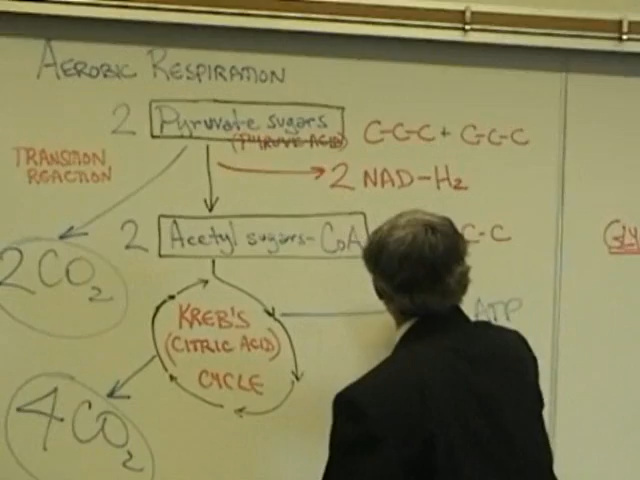 AEROBIC RESPIRATION
2 Pyruvate sugars C-C-C + C-C-C
(PYRUVIC ACID)
TRANSITION
REACTION
2 NAD-H₂
2 Acetyl sugars-CoA C-C
2CO₂
KREB'S
(CITRIC ACID)
CYCLE
ATP
4CO₂